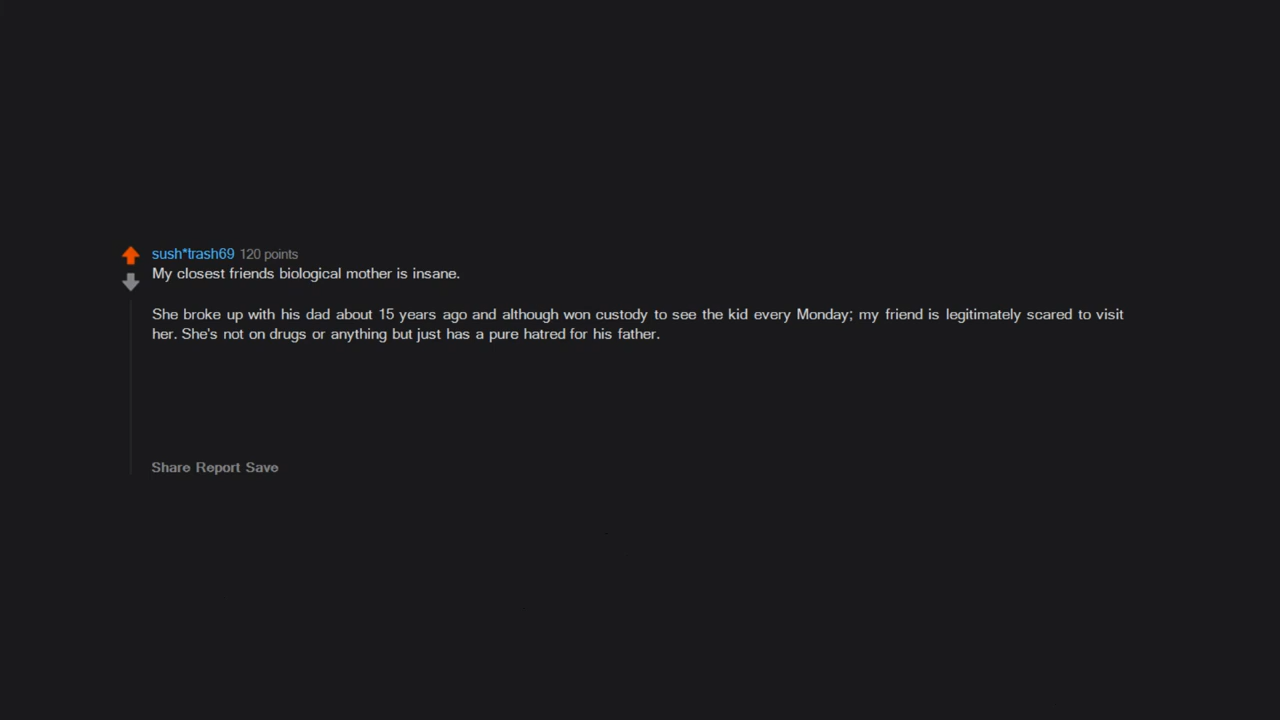 sush*trash69 120 points
My closest friends biological mother is insane.
She broke up with his dad about 15 years ago and although won custody to see the kid every Monday; my friend is legitimately scared to visit
her. She's not on drugs or anything but just has a pure hatred for his father.
Share Report Save